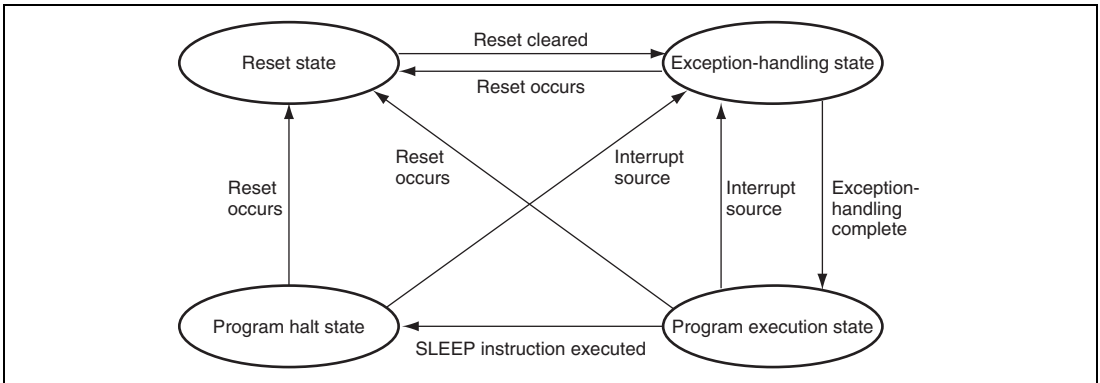 Reset state
Reset cleared
Exception-handling state
Reset occurs
Reset
occurs
Reset
occurs
Interrupt
source
Interrupt
source
Exception-
handling
complete
Program halt state
SLEEP instruction executed
Program execution state